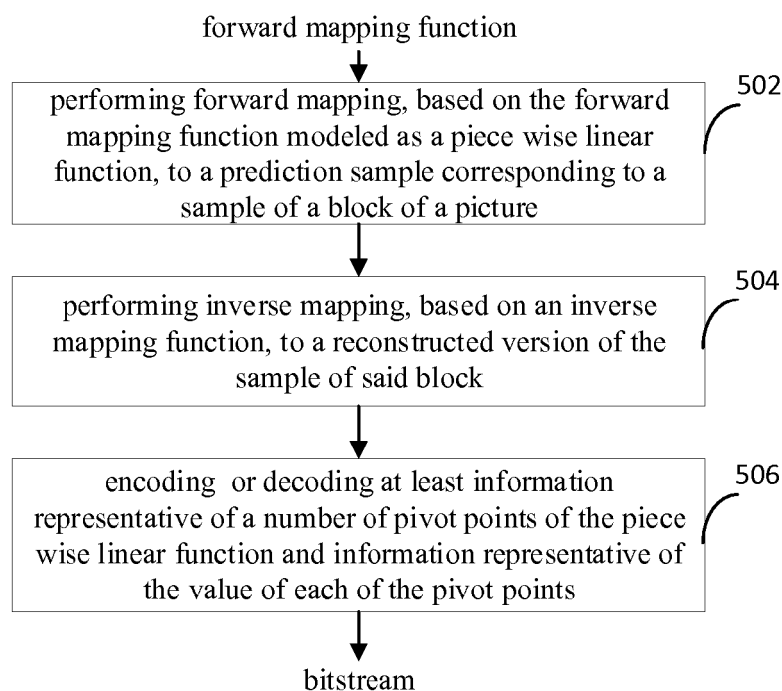 forward mapping function
502
performing forward mapping, based on the forward
mapping function modeled as a piece wise linear
function, to a prediction sample corresponding to a
sample of a block of a picture
504
performing inverse mapping, based on an inverse
mapping function, to a reconstructed version of the
sample of said block
506
encoding or decoding at least information
representative of a number of pivot points of the piece
wise linear function and information representative of
the value of each of the pivot points
bitstream